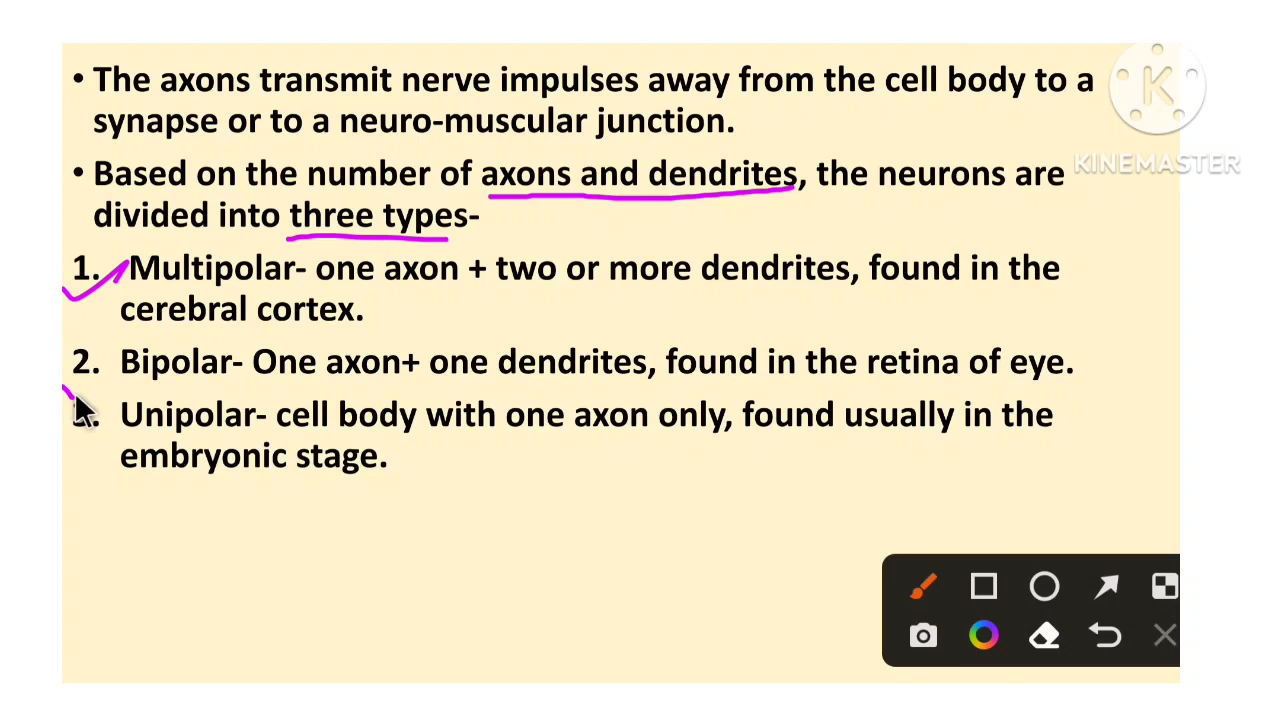 • The axons transmit nerve impulses away from the cell body to a
synapse or to a neuro-muscular junction.
• Based on the number of axons and dendrites, the neurons are
divided into three types-
1. Multipolar- one axon + two or more dendrites, found in the
cerebral cortex.
2. Bipolar- One axon+ one dendrites, found in the retina of eye.
Unipolar- cell body with one axon only, found usually in the
embryonic stage.
K
KINEMASTER